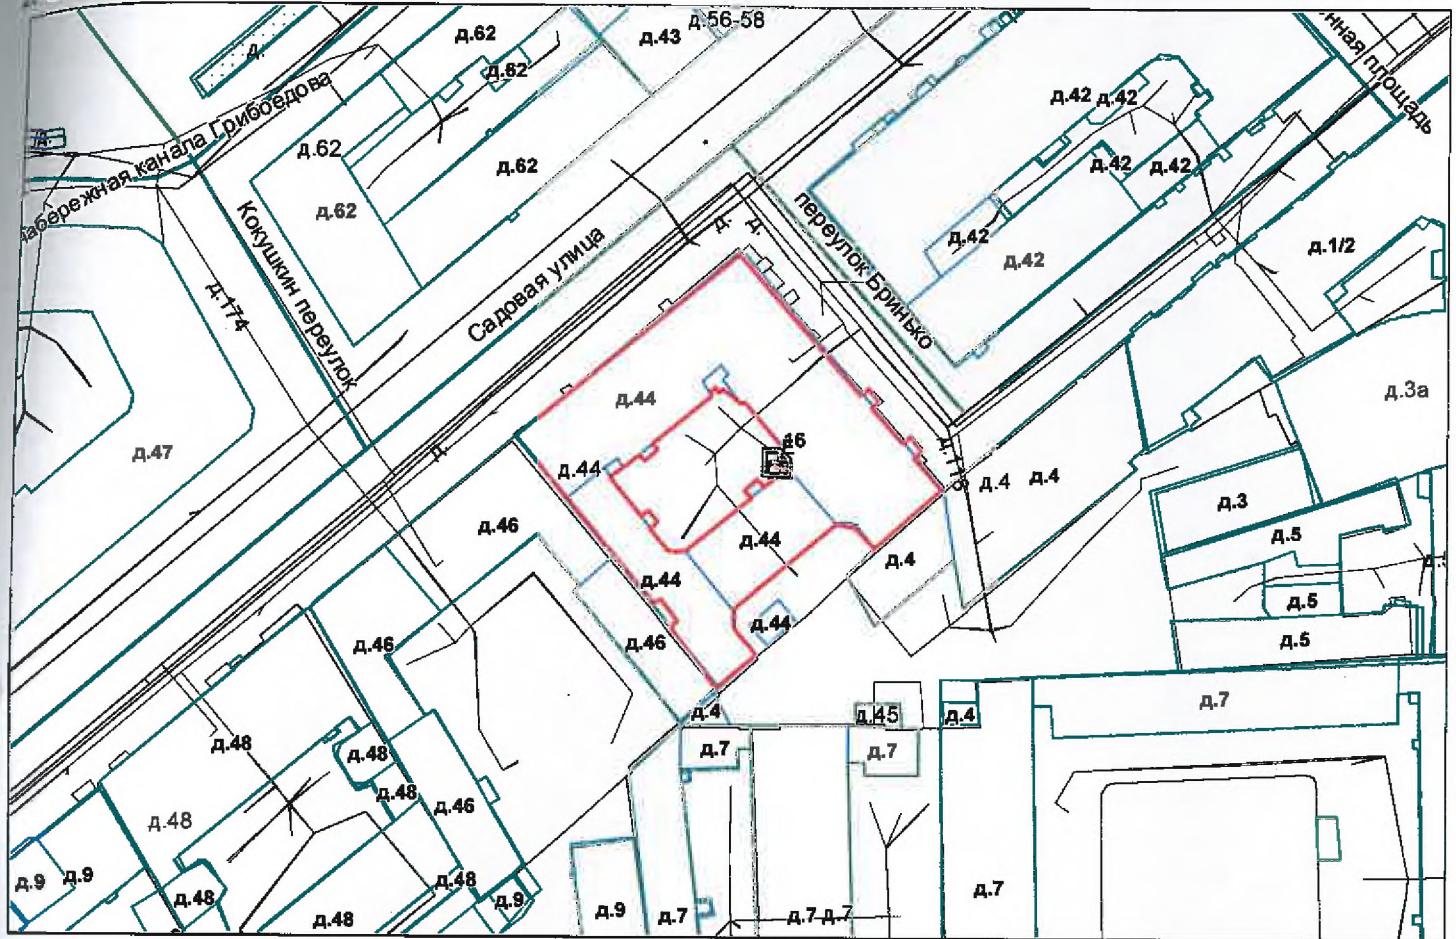 д.56-58
д.62
д.43
д.
д.62
нная площадь
д.42 д.42
Набережная канала Грибоедова
д.62
д.62
д.42
д.42
д.62
Кокушкин переулок
переулок Бринько
д.
д.
д.42
д.42
д.1/2
Садовая улица
д.174
д.44
д.3а
д.
д.47
д.44
д.4
д.4
д.3
д.46
д.5
д.44
д.4
д.44
д.5
д.44
д.46
д.46
д.5
д.4
д.45
д.4
д.7
д.48
д.7
д.7
д.48
д.48
д.46
д.48
д.9
д.9
д.48
д.48
д.9
д.48
д.9
д.7
д.7 д.7
д.7